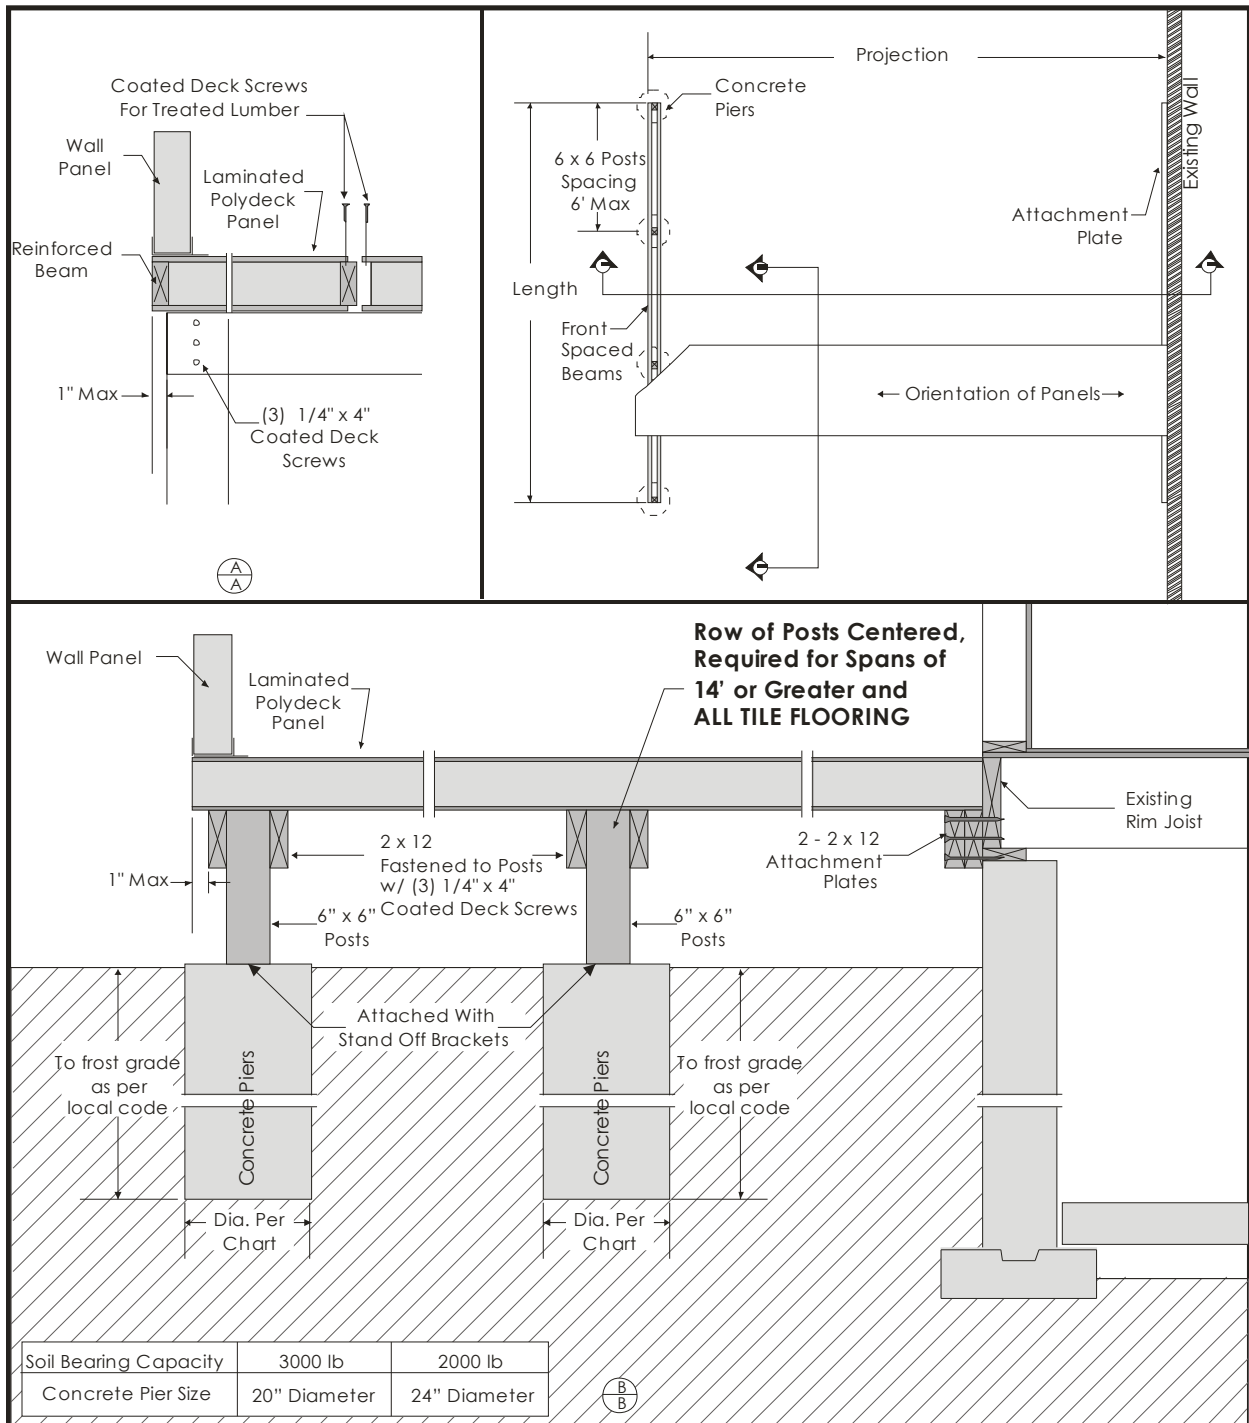 Coated Deck Screws
For Treated Lumber
Wall
Panel
Laminated
Polydeck
Panel
Reinforced
Beam
1" Max
(3) 1/4" x 4"
Coated Deck
Screws
A
A
Projection
Concrete
Piers
6 x 6 Posts
Spacing
6' Max
Existing Wall
Attachment
Plate
Length
Front
Spaced
Beams
Orientation of Panels
Row of Posts Centered,
Required for Spans of
14’ or Greater and
ALL TILE FLOORING
Wall Panel
Laminated
Polydeck
Panel
Existing
Rim Joist
2 x 12
Fastened to Posts
w/ (3) 1/4" x 4"
Coated Deck Screws
2 - 2 x 12
Attachment
Plates
1" Max
6” x 6”
Posts
6” x 6”
Posts
Attached With
Stand Off Brackets
To frost grade
as per
local code
Concrete Piers
Concrete Piers
To frost grade
as per
local code
Dia. Per
Chart
Dia. Per
Chart
Soil Bearing Capacity 3000 lb 2000 lb
Concrete Pier Size 20” Diameter 24” Diameter
B
B